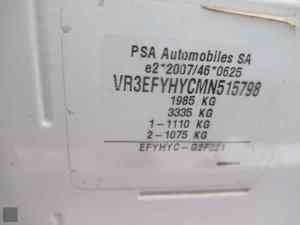 PSA Automobiles SA
e2*2007/46*0625
VR3EFYHYCMN515798
1985 KG
3335 KG
1-1110 KG
2-1075 KG
EFYHYC-G2F021